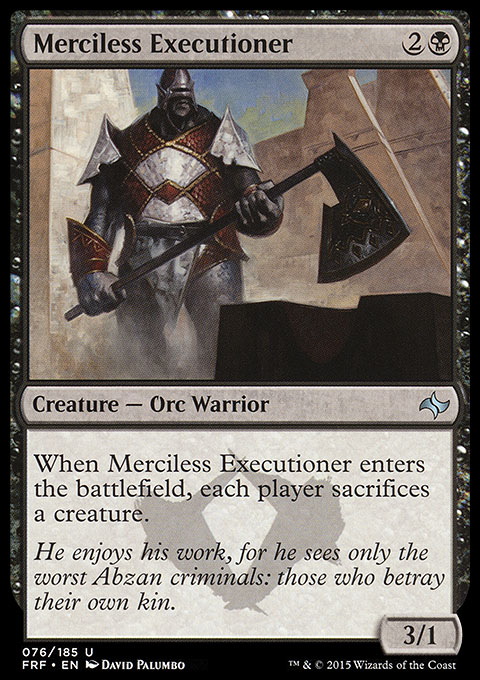 Merciless Executioner 2
Creature — Orc Warrior
When Merciless Executioner enters
the battlefield, each player sacrifices
a creature.
He enjoys his work, for he sees only the
worst Abzan criminals: those who betray
their own kin.
3/1
076/185 U
FRF • EN DAVID PALUMBO
™ & © 2015 Wizards of the Coast